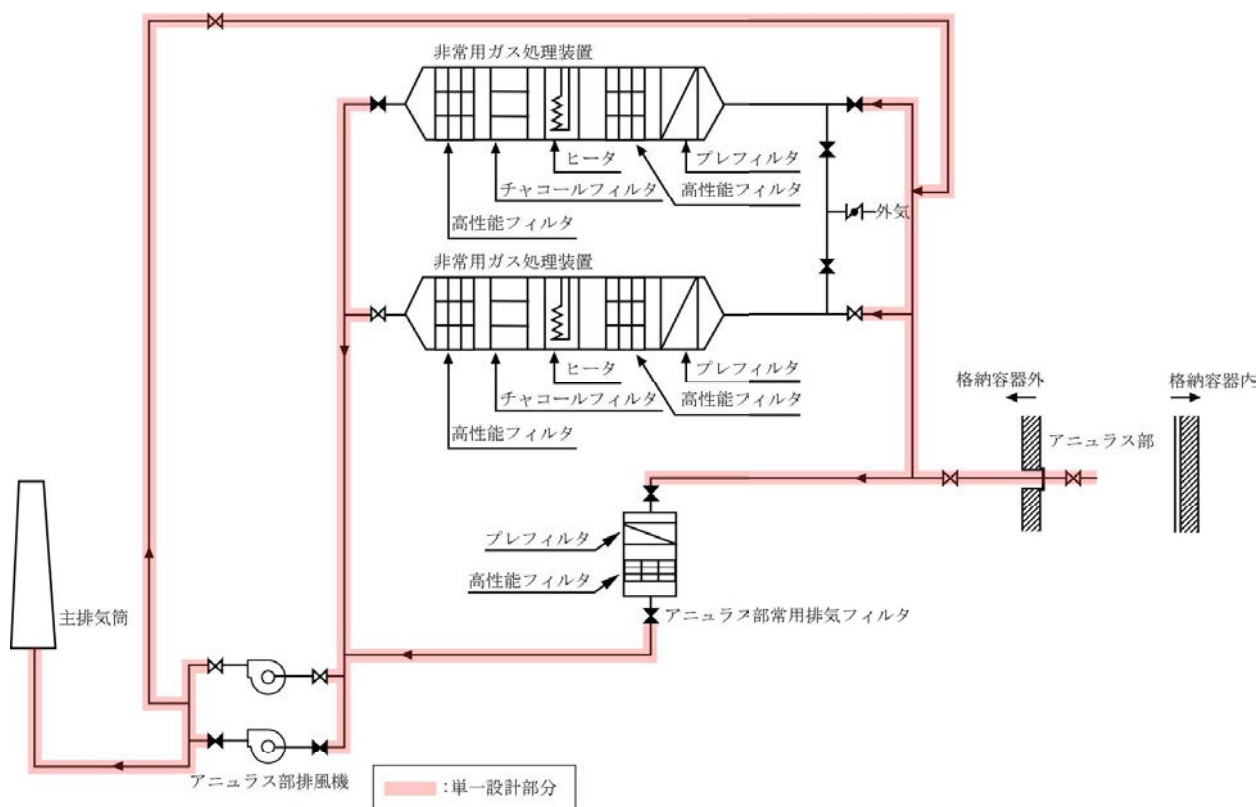 非常用ガス処理装置
ヒータ
プレフィルタ
チャコールフィルタ
高性能フィルタ
高性能フィルタ
外気
非常用ガス処理装置
ヒータ
プレフィルタ
チャコールフィルタ
高性能フィルタ
高性能フィルタ
格納容器外
格納容器内
アニュラス部
プレフィルタ
高性能フィルタ
アニュラス部常用排気フィルタ
主排気筒
アニュラス部排風機
:単一設計部分